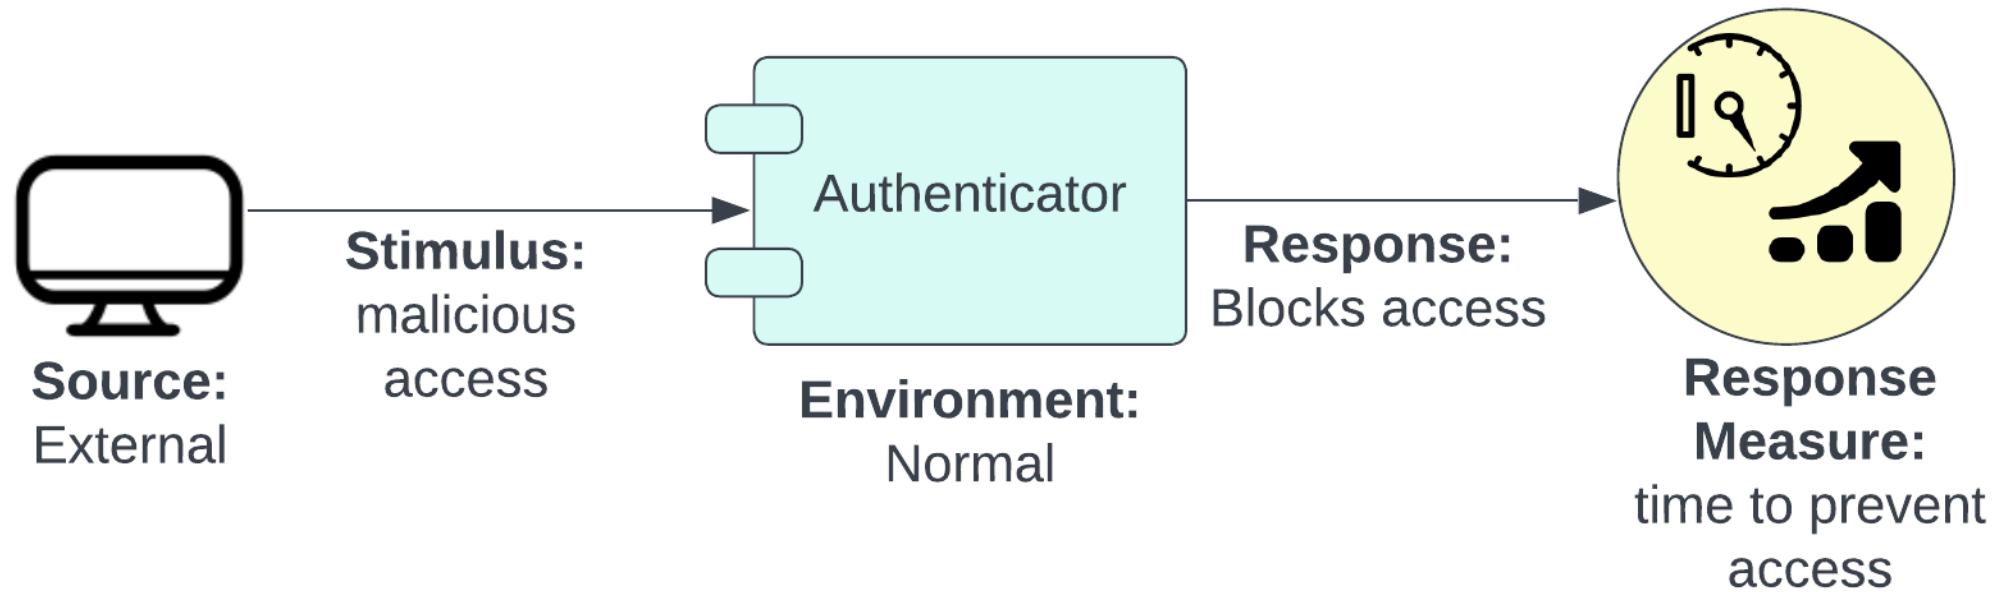 Source:
External
Stimulus:
malicious
access
Authenticator
Environment:
Normal
Response:
Blocks access
Response
Measure:
time to prevent
access